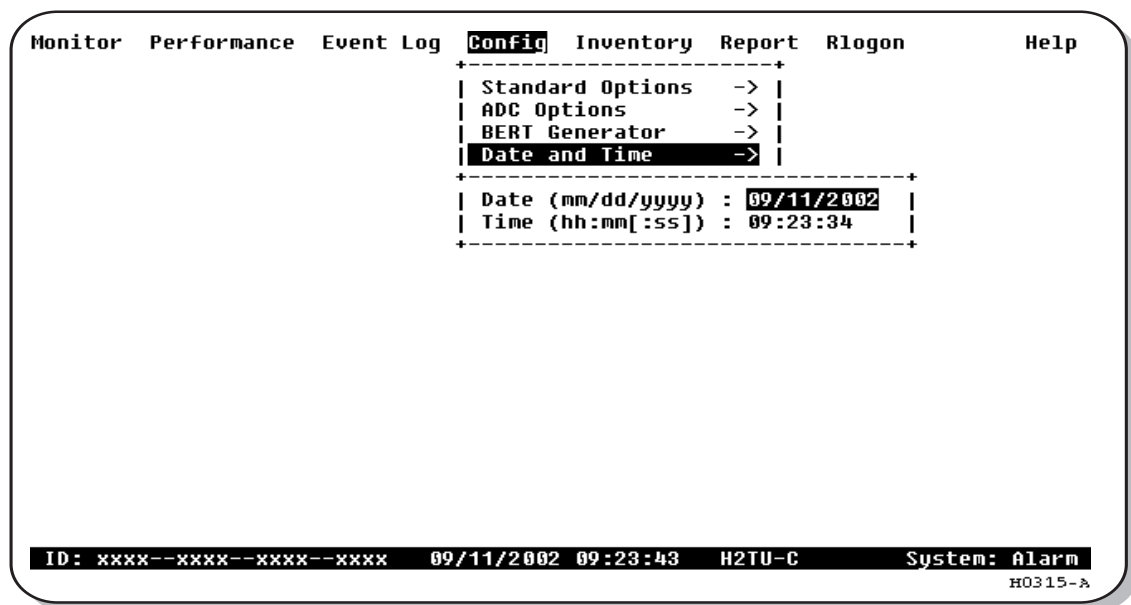 Monitor Performance Event Log Config Inventory Report Rlogon Help
Standard Options ->
ADC Options ->
BERT Generator ->
Date and Time ->
Date (mm/dd/yyyy) : 09/11/2002
Time (hh:mm[:ss]) : 09:23:34
ID: xxxx--xxxx--xxxx--xxxx 09/11/2002 09:23:43 H2TU-C System: Alarm
H0315-A